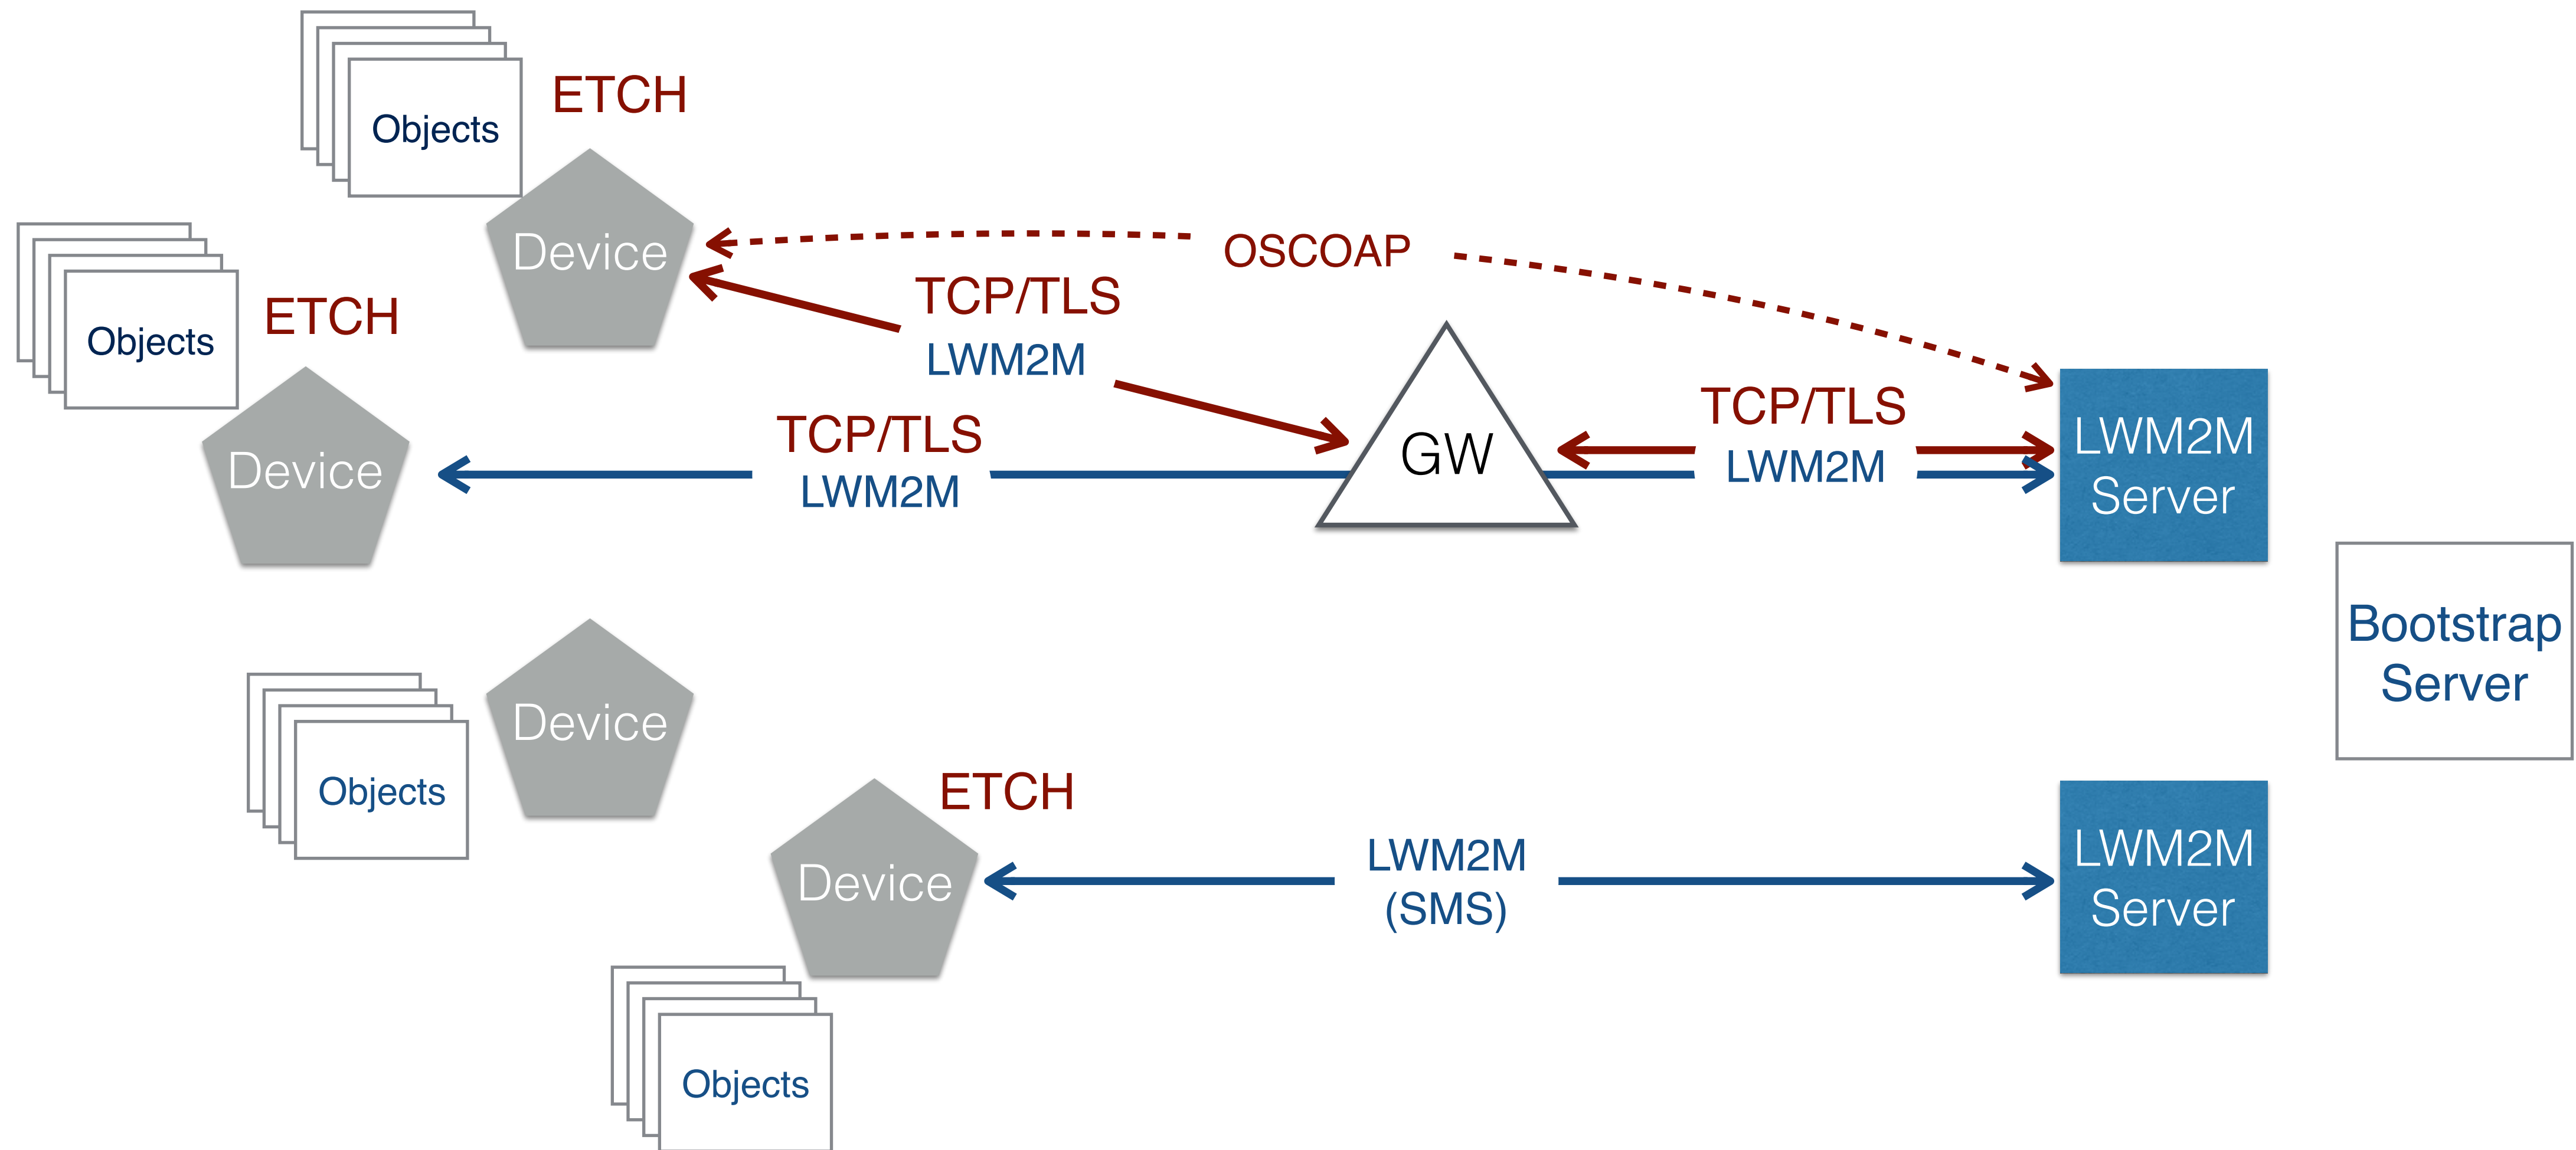 ETCH
Objects
Device
OSCOAP
ETCH
Objects
TCP/TLS
LWM2M
Device
TCP/TLS
LWM2M
GW
TCP/TLS
LWM2M
LWM2M
Server
Bootstrap
Server
Device
Objects
ETCH
Device
LWM2M
(SMS)
LWM2M
Server
Objects